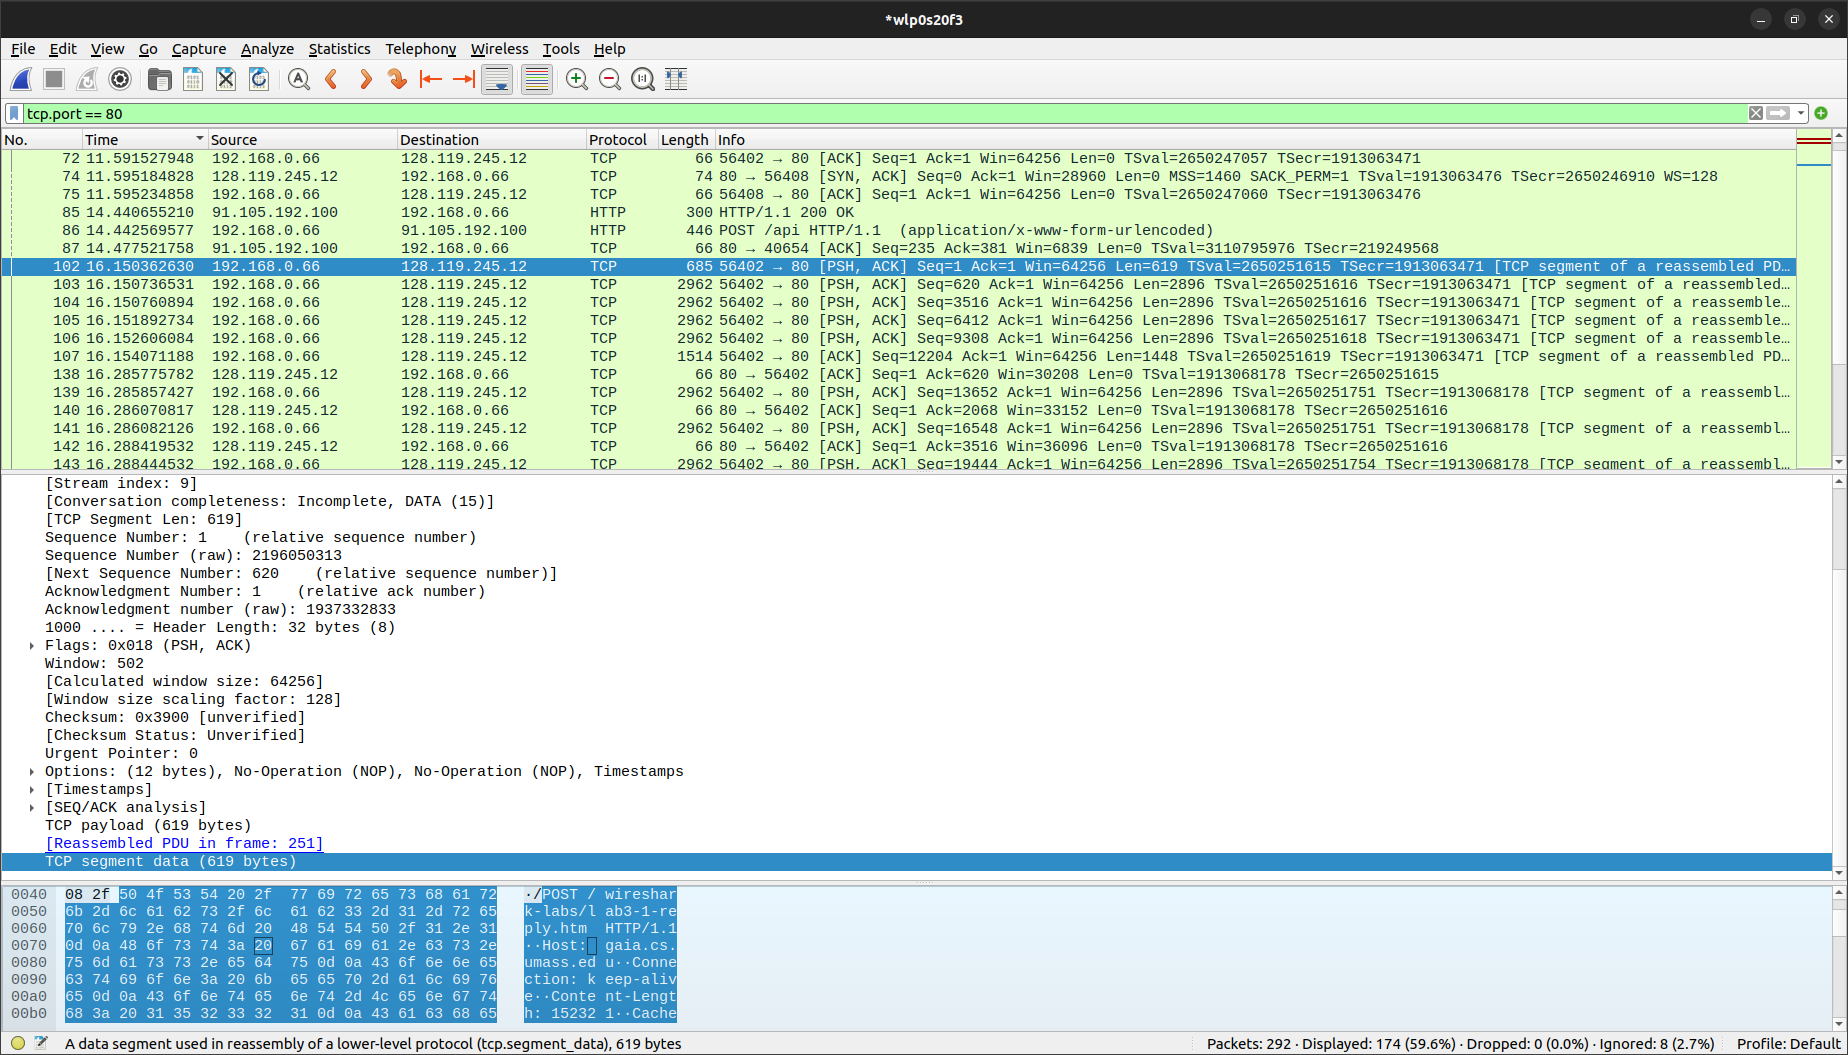 *wlp0s20f3
File Edit View Go Capture Analyze Statistics Telephony Wireless Tools Help
tcp.port == 80
No. Time Source Destination Protocol Length Info
72 11.591527948 192.168.0.66 128.119.245.12 TCP 66 56402 → 80 [ACK] Seq=1 Ack=1 Win=64256 Len=0 TSval=2650247057 TSecr=1913063471
74 11.595184828 128.119.245.12 192.168.0.66 TCP 74 80 → 56408 [SYN, ACK] Seq=0 Ack=1 Win=28960 Len=0 MSS=1460 SACK_PERM=1 TSval=1913063476 TSecr=2650246910 WS=128
75 11.595234858 192.168.0.66 128.119.245.12 TCP 66 56408 → 80 [ACK] Seq=1 Ack=1 Win=64256 Len=0 TSval=2650247060 TSecr=1913063476
85 14.440655210 91.105.192.100 192.168.0.66 HTTP 300 HTTP/1.1 200 OK
86 14.442569577 192.168.0.66 91.105.192.100 HTTP 446 POST /api HTTP/1.1 (application/x-www-form-urlencoded)
87 14.477521758 91.105.192.100 192.168.0.66 TCP 66 80 → 40654 [ACK] Seq=235 Ack=381 Win=6839 Len=0 TSval=3110795976 TSecr=219249568
102 16.150362630 192.168.0.66 128.119.245.12 TCP 685 56402 → 80 [PSH, ACK] Seq=1 Ack=1 Win=64256 Len=619 TSval=2650251615 TSecr=1913063471 [TCP segment of a reassembled PD…
103 16.150736531 192.168.0.66 128.119.245.12 TCP 2962 56402 → 80 [PSH, ACK] Seq=620 Ack=1 Win=64256 Len=2896 TSval=2650251616 TSecr=1913063471 [TCP segment of a reassembled…
104 16.150760894 192.168.0.66 128.119.245.12 TCP 2962 56402 → 80 [PSH, ACK] Seq=3516 Ack=1 Win=64256 Len=2896 TSval=2650251616 TSecr=1913063471 [TCP segment of a reassemble…
105 16.151892734 192.168.0.66 128.119.245.12 TCP 2962 56402 → 80 [PSH, ACK] Seq=6412 Ack=1 Win=64256 Len=2896 TSval=2650251617 TSecr=1913063471 [TCP segment of a reassemble…
106 16.152606084 192.168.0.66 128.119.245.12 TCP 2962 56402 → 80 [PSH, ACK] Seq=9308 Ack=1 Win=64256 Len=2896 TSval=2650251618 TSecr=1913063471 [TCP segment of a reassemble…
107 16.154071188 192.168.0.66 128.119.245.12 TCP 1514 56402 → 80 [ACK] Seq=12204 Ack=1 Win=64256 Len=1448 TSval=2650251619 TSecr=1913063471 [TCP segment of a reassembled PD…
138 16.285775782 128.119.245.12 192.168.0.66 TCP 66 80 → 56402 [ACK] Seq=1 Ack=620 Win=30208 Len=0 TSval=1913068178 TSecr=2650251615
139 16.285857427 192.168.0.66 128.119.245.12 TCP 2962 56402 → 80 [PSH, ACK] Seq=13652 Ack=1 Win=64256 Len=2896 TSval=2650251751 TSecr=1913068178 [TCP segment of a reassembl…
140 16.286070817 128.119.245.12 192.168.0.66 TCP 66 80 → 56402 [ACK] Seq=1 Ack=2068 Win=33152 Len=0 TSval=1913068178 TSecr=2650251616
141 16.286082126 192.168.0.66 128.119.245.12 TCP 2962 56402 → 80 [PSH, ACK] Seq=16548 Ack=1 Win=64256 Len=2896 TSval=2650251751 TSecr=1913068178 [TCP segment of a reassembl…
142 16.288419532 128.119.245.12 192.168.0.66 TCP 66 80 → 56402 [ACK] Seq=1 Ack=3516 Win=36096 Len=0 TSval=1913068178 TSecr=2650251616
143 16.288444532 192.168.0.66 128.119.245.12 TCP 2962 56402 → 80 [PSH, ACK] Seq=19444 Ack=1 Win=64256 Len=2896 TSval=2650251754 TSecr=1913068178 [TCP segment of a reassembl…
[Stream index: 9]
[Conversation completeness: Incomplete, DATA (15)]
[TCP Segment Len: 619]
Sequence Number: 1 (relative sequence number)
Sequence Number (raw): 2196050313
[Next Sequence Number: 620 (relative sequence number)]
Acknowledgment Number: 1 (relative ack number)
Acknowledgment number (raw): 1937332833
1000 .... = Header Length: 32 bytes (8)
Flags: 0x018 (PSH, ACK)
Window: 502
[Calculated window size: 64256]
[Window size scaling factor: 128]
Checksum: 0x3900 [unverified]
[Checksum Status: Unverified]
Urgent Pointer: 0
Options: (12 bytes), No-Operation (NOP), No-Operation (NOP), Timestamps
[Timestamps]
[SEQ/ACK analysis]
TCP payload (619 bytes)
[Reassembled PDU in frame: 251]
TCP segment data (619 bytes)
0040 08 2f 50 4f 53 54 20 2f 77 69 72 65 73 68 61 72 ·/POST / wireshar
0050 6b 2d 6c 61 62 73 2f 6c 61 62 33 2d 31 2d 72 65 k-labs/l ab3-1-re
0060 70 6c 79 2e 68 74 6d 20 48 54 54 50 2f 31 2e 31 ply.htm HTTP/1.1
0070 0d 0a 48 6f 73 74 3a 20 67 61 69 61 2e 63 73 2e ··Host: gaia.cs.
0080 75 6d 61 73 73 2e 65 64 75 0d 0a 43 6f 6e 6e 65 umass.ed u··Conne
0090 63 74 69 6f 6e 3a 20 6b 65 65 70 2d 61 6c 69 76 ction: k eep-aliv
00a0 65 0d 0a 43 6f 6e 74 65 6e 74 2d 4c 65 6e 67 74 e··Conte nt-Lengt
00b0 68 3a 20 31 35 32 33 32 31 0d 0a 43 61 63 68 65 h: 15232 1··Cache
A data segment used in reassembly of a lower-level protocol (tcp.segment_data), 619 bytes
Packets: 292 · Displayed: 174 (59.6%) · Dropped: 0 (0.0%) · Ignored: 8 (2.7%)
Profile: Default